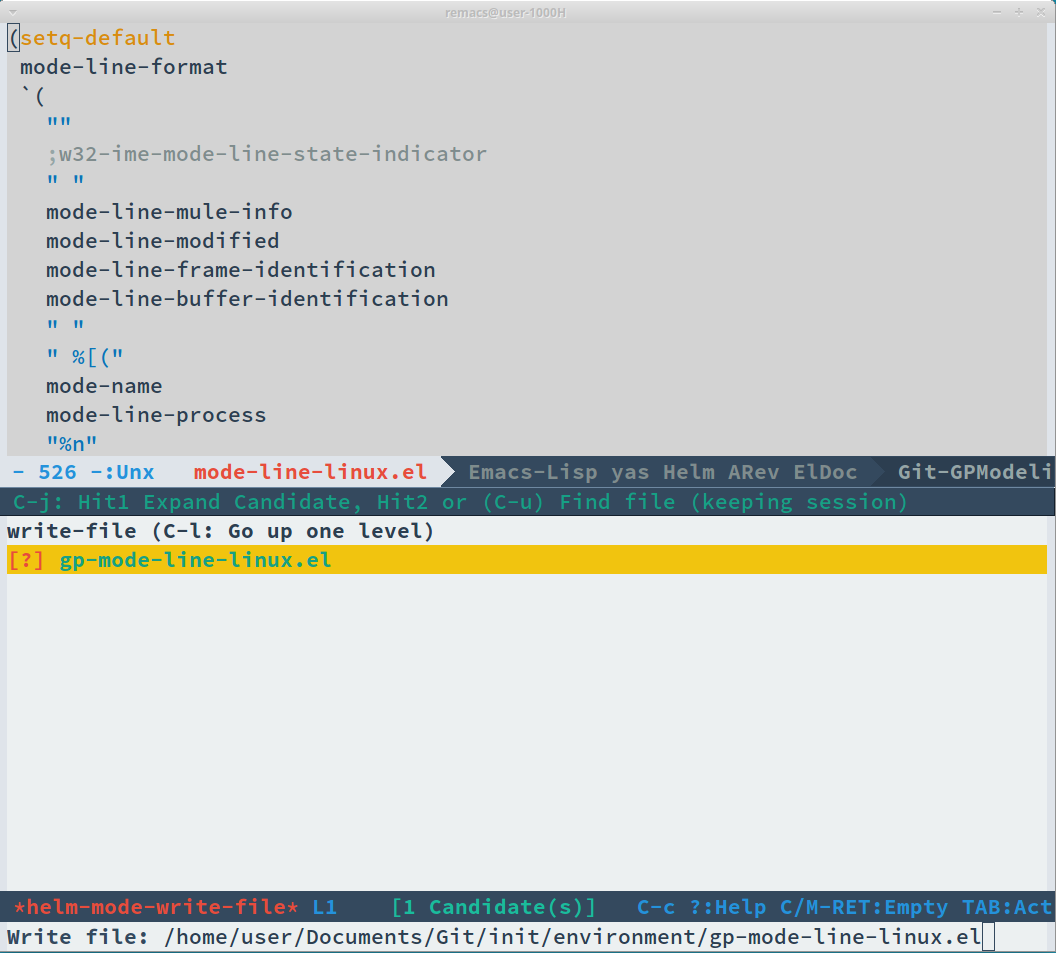 remacs@user-1000H
(setq-default
 mode-line-format
 `(
   ""
   ;w32-ime-mode-line-state-indicator
   " "
   mode-line-mule-info
   mode-line-modified
   mode-line-frame-identification
   mode-line-buffer-identification
   " "
   " %[("
   mode-name
   mode-line-process
   "%n"
- 526 -:Unx   mode-line-linux.el   Emacs-Lisp yas Helm ARev ElDoc   Git-GPModeli
C-j: Hit1 Expand Candidate, Hit2 or (C-u) Find file (keeping session)
write-file (C-l: Go up one level)
[?] gp-mode-line-linux.el
*helm-mode-write-file* L1    [1 Candidate(s)]   C-c ?:Help C/M-RET:Empty TAB:Act
Write file: /home/user/Documents/Git/init/environment/gp-mode-line-linux.el